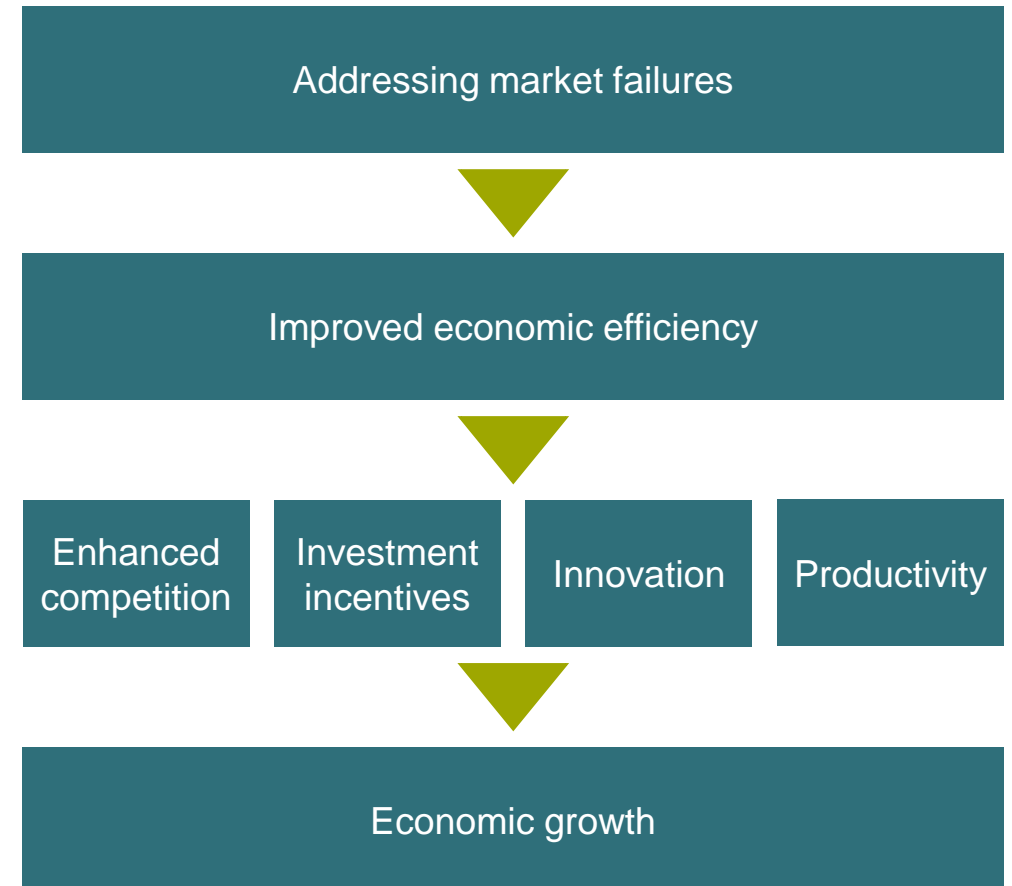 Addressing market failures
Improved economic efficiency
Enhanced
competition
Investment
incentives
Innovation
Productivity
Economic growth